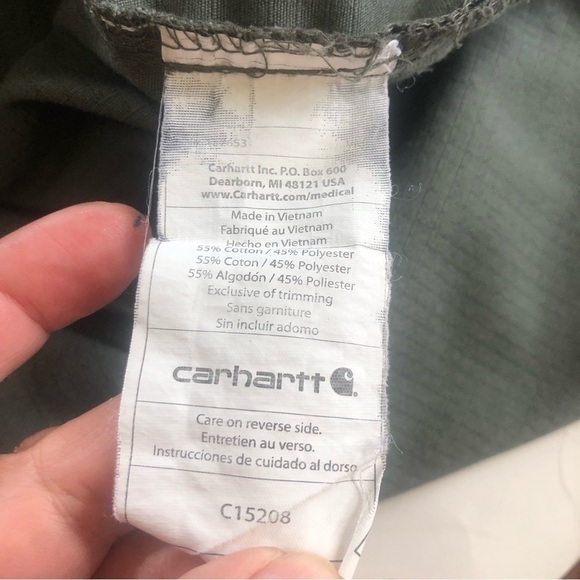 Carhartt Inc. P.O. Box 600
Dearborn, MI 48121 USA
www.Carhartt.com/medical
Made in Vietnam
Fabriqué au Vietnam
Hecho en Vietnam
55% Cotton / 45% Polyester
55% Coton / 45% Polyester
55% Algodón / 45% Poliester
Exclusive of trimming
Sans garniture
Sin incluir adorno
carhartt
Care on reverse side.
Entretien au verso.
Instrucciones de cuidado al dorso
C15208